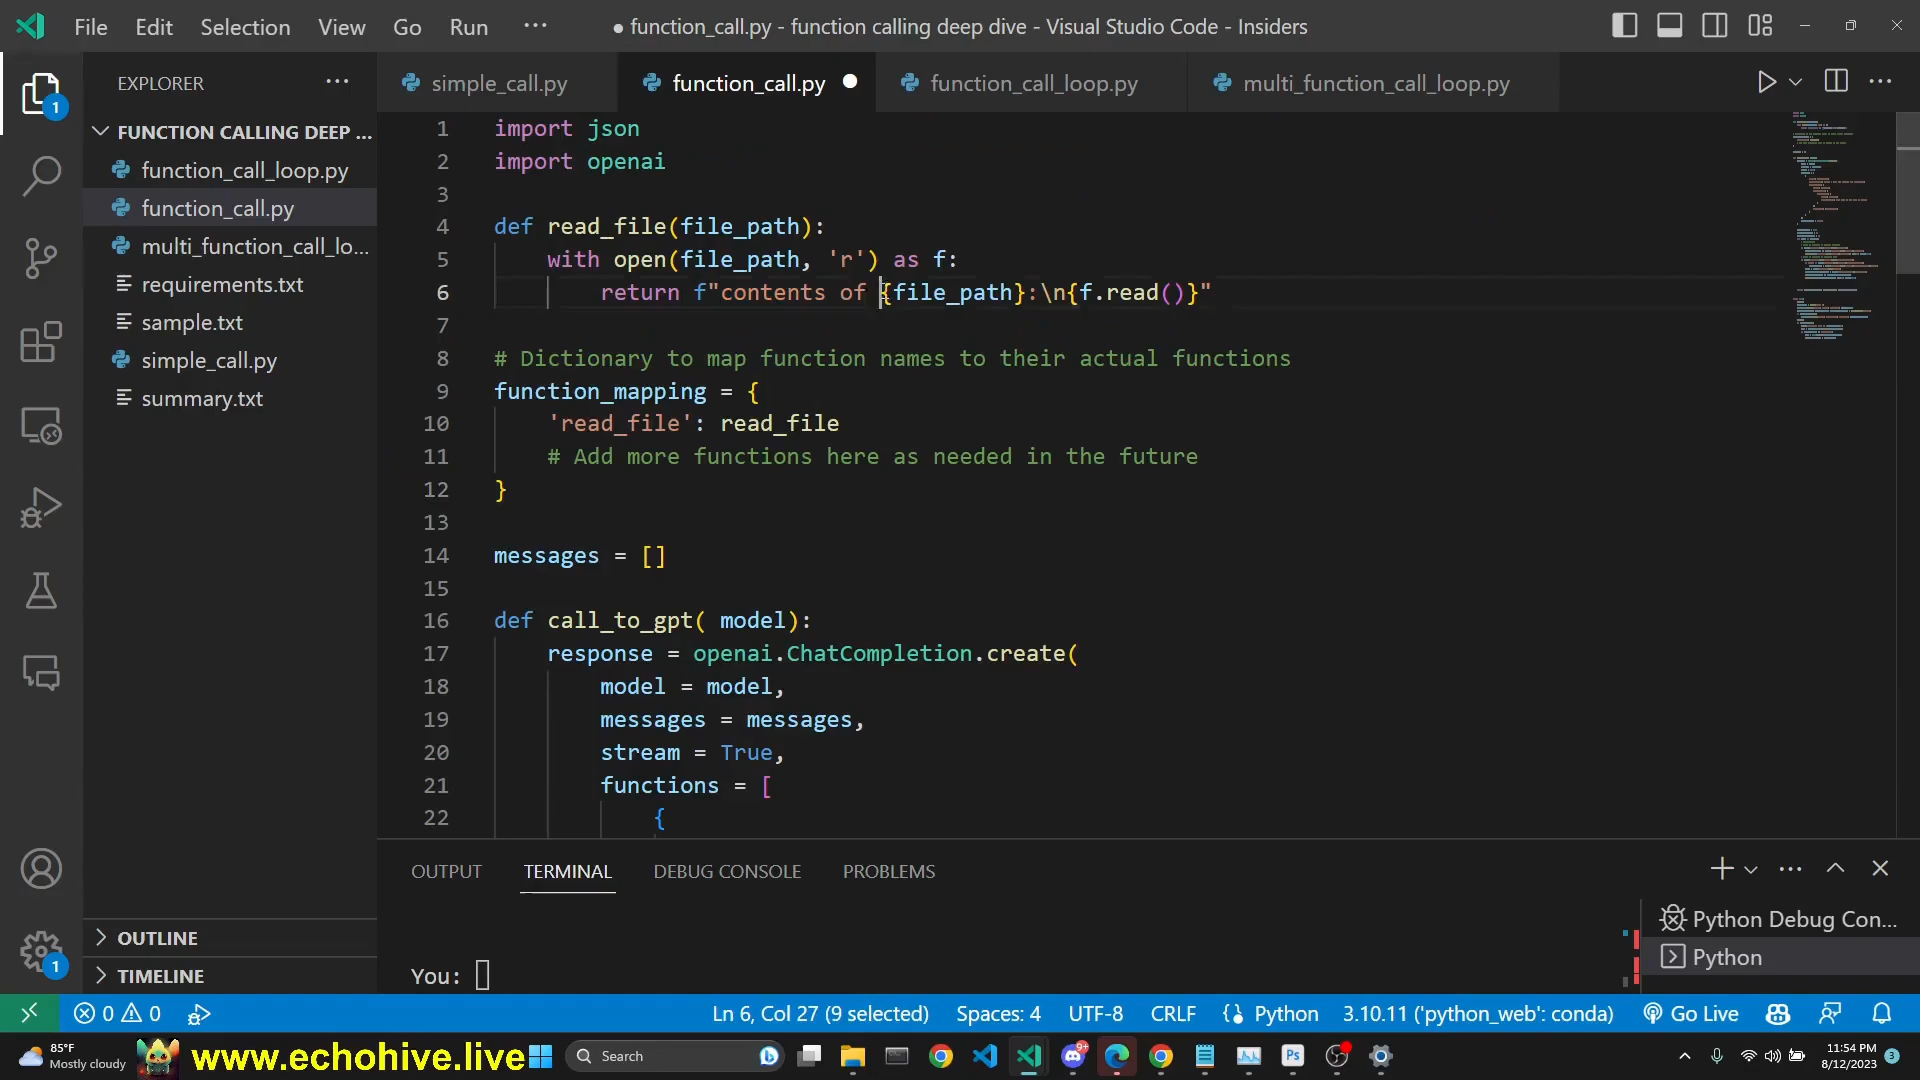 File Edit Selection View Go Run ··· ● function_call.py - function calling deep dive - Visual Studio Code - Insiders
EXPLORER ···
FUNCTION CALLING DEEP ...
function_call_loop.py
function_call.py
multi_function_call_lo...
requirements.txt
sample.txt
simple_call.py
summary.txt
OUTLINE
TIMELINE
1
1
simple_call.py function_call.py function_call_loop.py multi_function_call_loop.py
1 import json
2 import openai
3
4 def read_file(file_path):
5 with open(file_path, 'r') as f:
6 return f"contents of {file_path}:\n{f.read()}"
7
8 # Dictionary to map function names to their actual functions
9 function_mapping = {
10 'read_file': read_file
11 # Add more functions here as needed in the future
12 }
13
14 messages = []
15
16 def call_to_gpt( model):
17 response = openai.ChatCompletion.create(
18 model = model,
19 messages = messages,
20 stream = True,
21 functions = [
22 {
OUTPUT TERMINAL DEBUG CONSOLE PROBLEMS
You:
Python Debug Con...
Python
0 0 Ln 6, Col 27 (9 selected) Spaces: 4 UTF-8 CRLF Python 3.10.11 ('python_web': conda) Go Live
85°F
Mostly cloudy
www.echohive.live
Search
Ps
9+
11:54 PM
8/12/2023
3